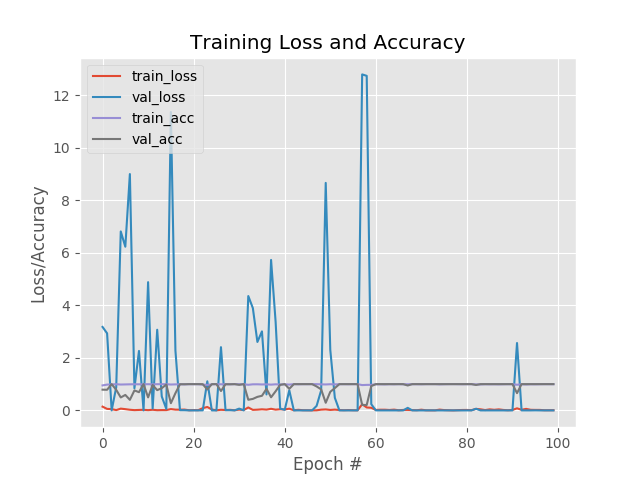 Training Loss and Accuracy
train_loss
val_loss
train_acc
val_acc
12
10
8
6
4
2
0
Loss/Accuracy
0 20 40 60 80 100
Epoch #